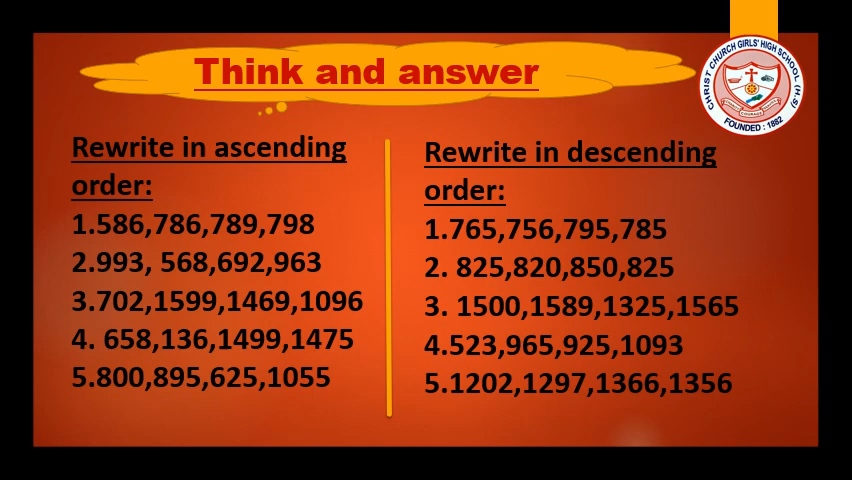 Think and answer
CHRIST CHURCH GIRLS' HIGH SCHOOL (H.S)
FOUNDED : 1882
Rewrite in ascending
order:
1.586,786,789,798
2.993, 568,692,963
3.702,1599,1469,1096
4. 658,136,1499,1475
5.800,895,625,1055
Rewrite in descending
order:
1.765,756,795,785
2. 825,820,850,825
3. 1500,1589,1325,1565
4.523,965,925,1093
5.1202,1297,1366,1356